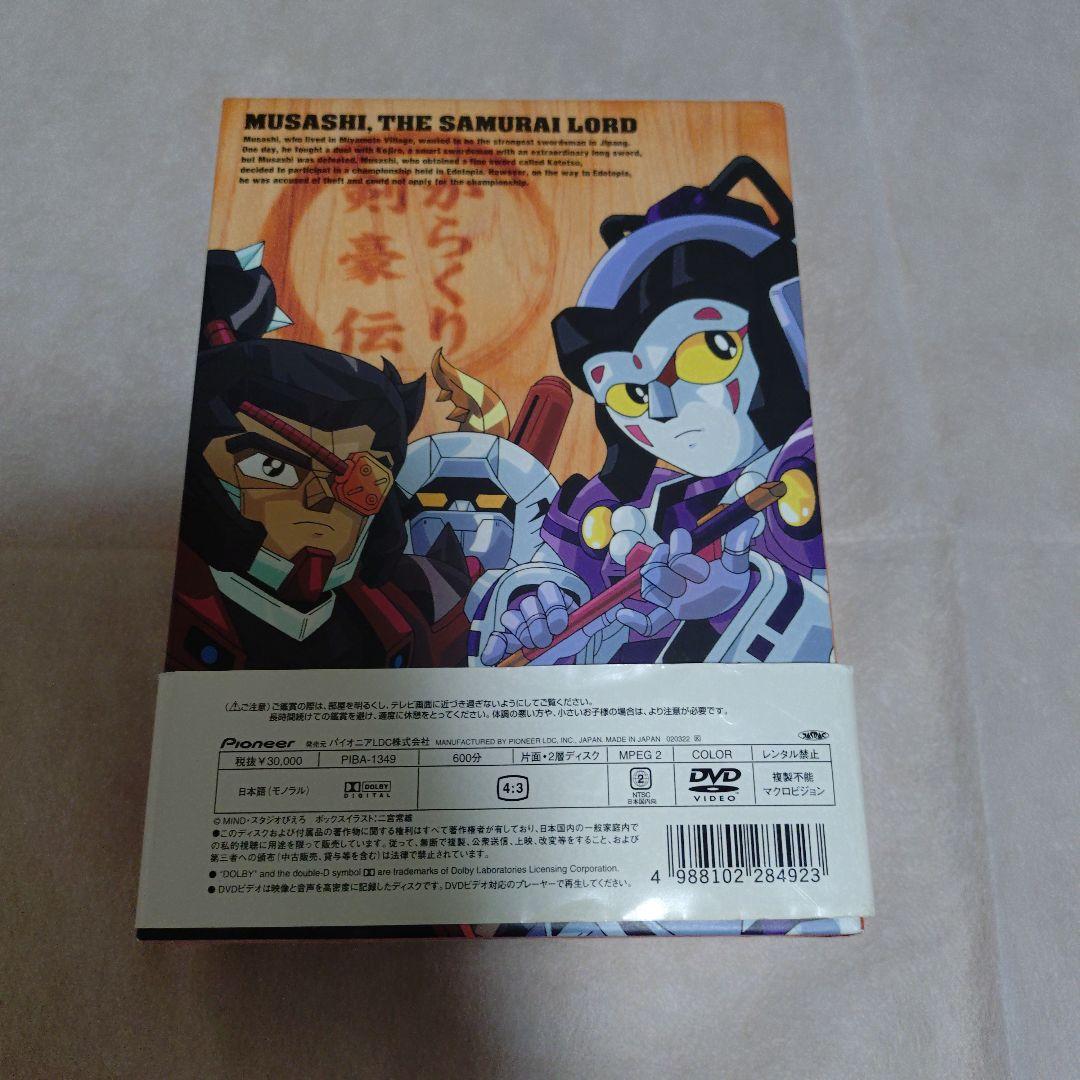 MUSASHI, THE SAMURAI LORD
Musashi, who lived in Miyamoto Village, wanted to be the strongest swordsman in Jipang.
One day, he fought a duel with Kojiro, a smart swordsman with an extraordinary long sword,
but Musashi was defeated. Musashi, who obtained a fine sword called Kotetsu,
decided to participate in a championship held in Edotopia. However, on the way to Edotopia,
he was accused of theft and could not apply for the championship.
からくり
剣豪伝
(⚠ご注意)ご鑑賞の際は、部屋を明るくし、テレビ画面に近づき過ぎないようにしてご覧ください。
長時間続けての鑑賞を避け、適度に休憩をとってください。体調の悪い方や、小さいお子様の場合は、より注意が必要です。
Pioneer 発売元 パイオニアLDC株式会社 MANUFACTURED BY PIONEER LDC, INC., JAPAN. MADE IN JAPAN 020322
税抜¥30,000 PIBA-1349 600分 片面・2層ディスク MPEG 2 COLOR レンタル禁止
日本語(モノラル) DOLBY DIGITAL 4:3 2 NTSC 日本国内向 DVD VIDEO 複製不能 マクロビジョン
© MIND・スタジオぴえろ ボックスイラスト:二宮常雄
●このディスクおよび付属品の著作物に関する権利はすべて著作権者が有しており、日本国内の一般家庭内で
の私的視聴に用途を限って販売しています。従って、無断で複製、公衆送信、上映、改変等をすること、および
第三者への頒布(中古販売、貸与等を含む)は法律で禁止されています。
● "DOLBY" and the double-D symbol are trademarks of Dolby Laboratories Licensing Corporation.
● DVDビデオは映像と音声を高密度に記録したディスクです。DVDビデオ対応のプレーヤーで再生してください。
4 988102 284923